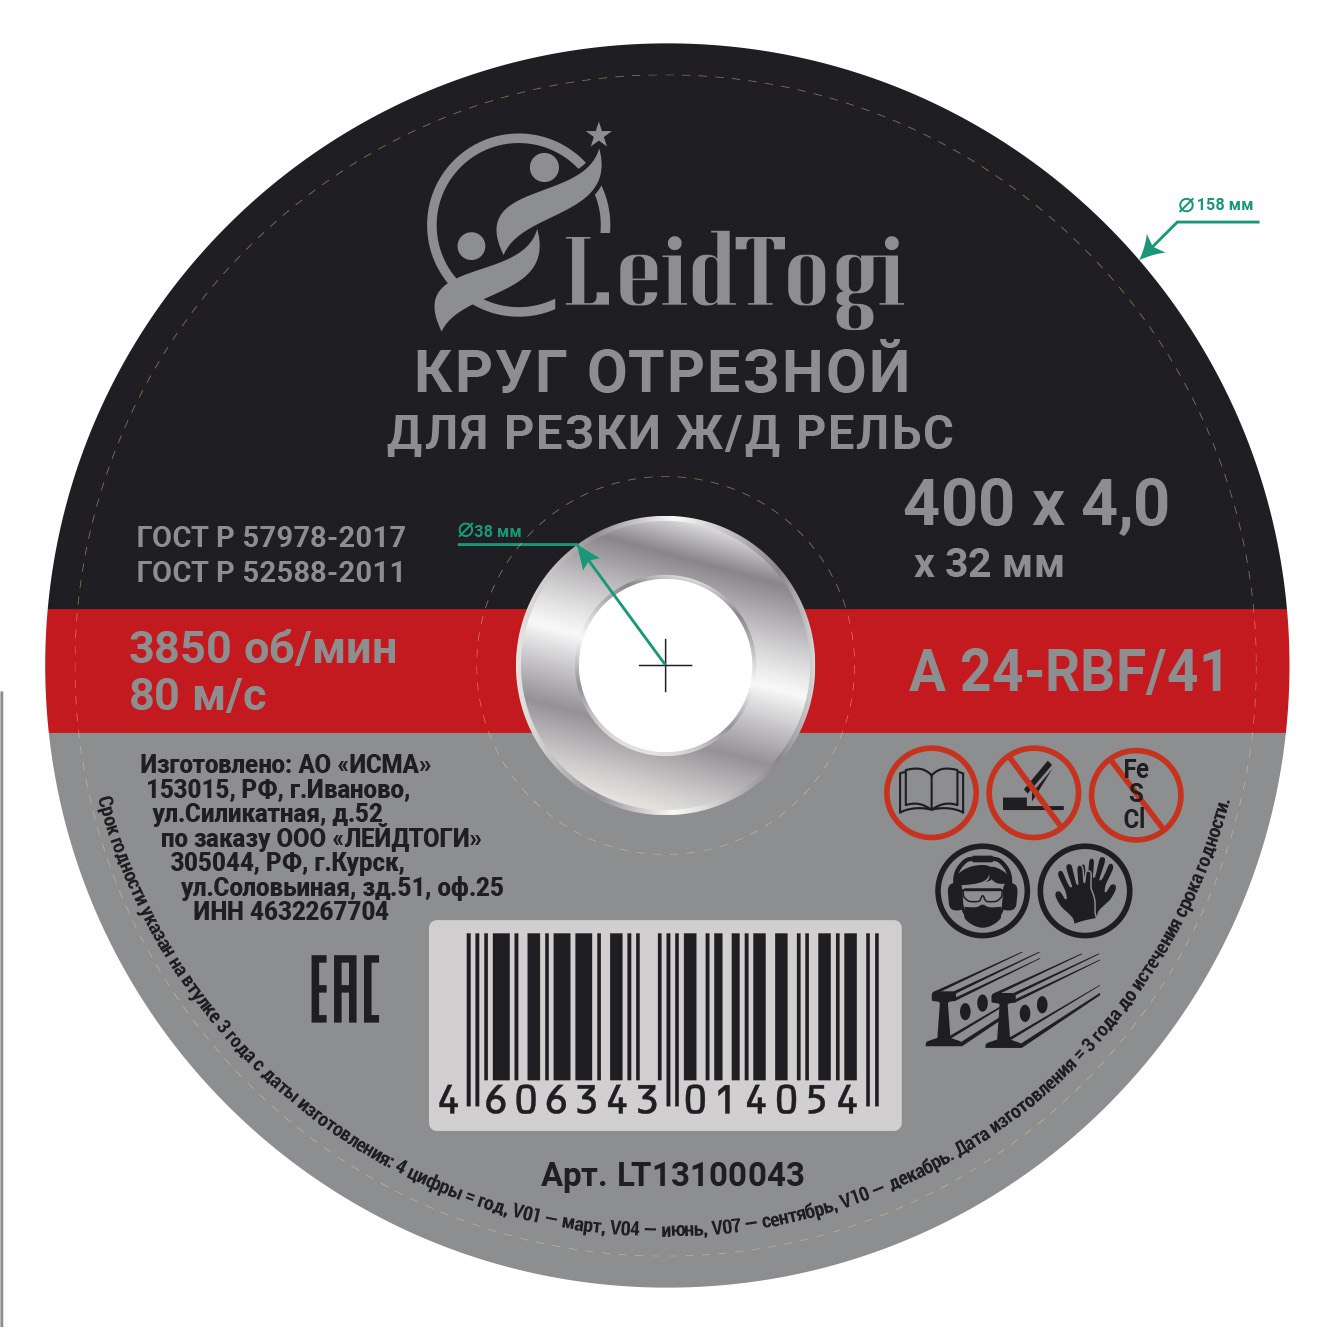 LeidTogi
КРУГ ОТРЕЗНОЙ
ДЛЯ РЕЗКИ Ж/Д РЕЛЬС
⌀158 мм
400 x 4,0
x 32 мм
ГОСТ Р 57978-2017
ГОСТ Р 52588-2011
⌀38 мм
3850 об/мин
80 м/с
А 24-RBF/41
Изготовлено: АО «ИСМА»
153015, РФ, г.Иваново,
ул.Силикатная, д.52
по заказу ООО «ЛЕЙДТОГИ»
305044, РФ, г.Курск,
ул.Соловьиная, зд.51, оф.25
ИНН 4632267704
Fe
S
Cl
EAC
4 606343 014054
Арт. LT13100043
Срок годности указан на втулке 3 года с даты изготовления: 4 цифры = год, V01 – март, V04 – июнь, V07 – сентябрь, V10 – декабрь. Дата изготовления = 3 года до истечения срока годности.